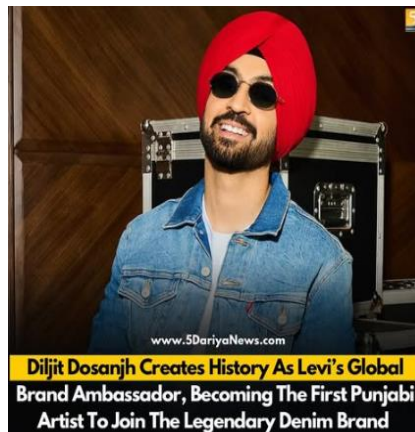 www.5DariyaNews.com
Diljit Dosanjh Creates History As Levi's Global
Brand Ambassador, Becoming The First Punjabi
Artist To Join The Legendary Denim Brand